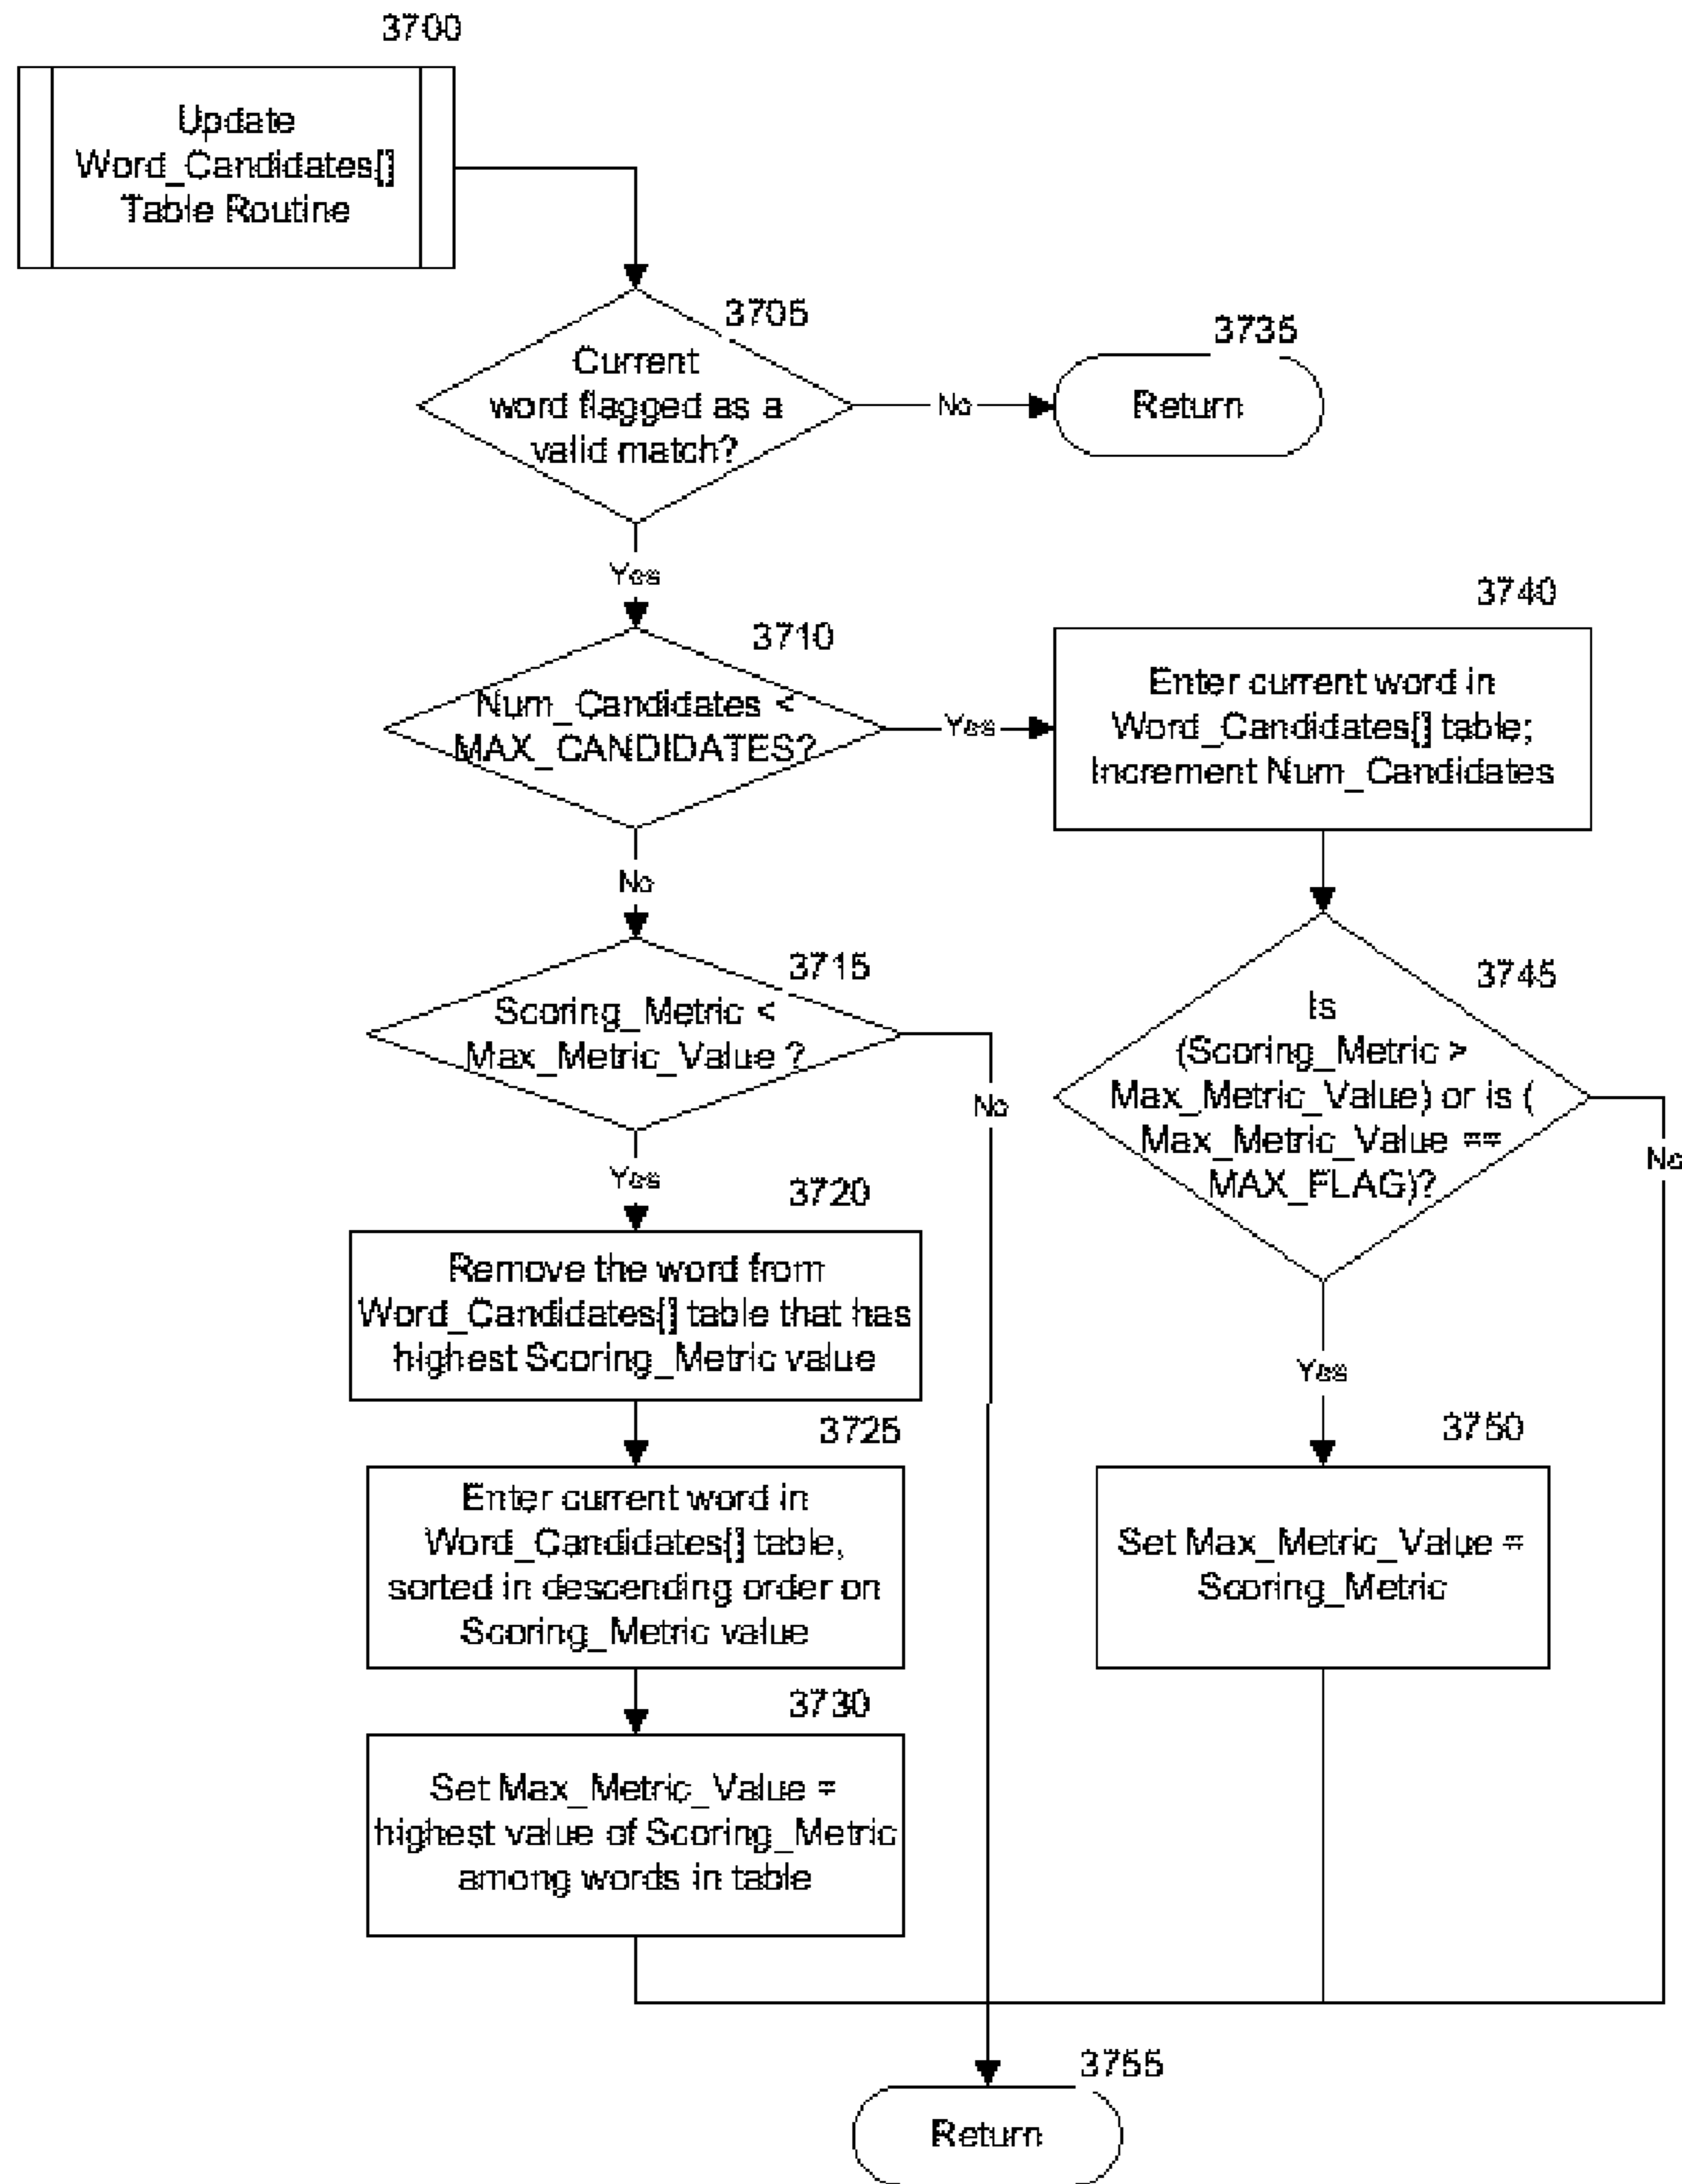 3700
Update
Word_Candidates[]
Table Routine
3705
Current
word flagged as a
valid match?
No
3735
Return
Yes
3710
Num_Candidates <
MAX_CANDIDATES?
Yes
3740
Enter current word in
Word_Candidates[] table;
Increment Num_Candidates
No
3715
Scoring_Metric <
Max_Metric_Value ?
No
3745
Is
(Scoring_Metric >
Max_Metric_Value) or is (
Max_Metric_Value ==
MAX_FLAG)?
No
Yes
3720
Remove the word from
Word_Candidates[] table that has
highest Scoring_Metric value
Yes
3725
Enter current word in
Word_Candidates[] table,
sorted in descending order on
Scoring_Metric value
3750
Set Max_Metric_Value =
Scoring_Metric
3730
Set Max_Metric_Value =
highest value of Scoring_Metric
among words in table
3755
Return